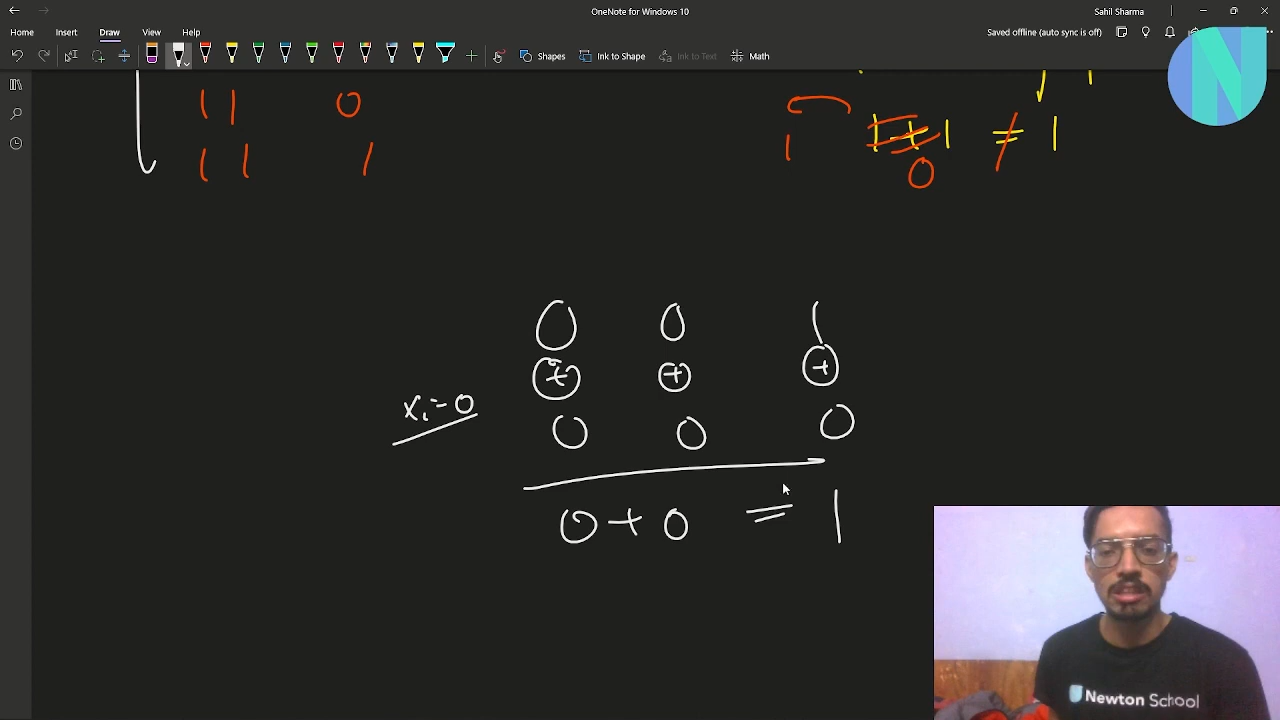 OneNote for Windows 10
Sahil Sharma
Home Insert Draw View Help
Saved offline (auto sync is off)
Shapes Ink to Shape Ink to Text Math
1 1 0
1 1 1
1 1 + 1 ≠ 1
0
0 0 1
⊕ ⊕ ⊕
x₁=0
0 0 0
0+0 = 1
Newton School